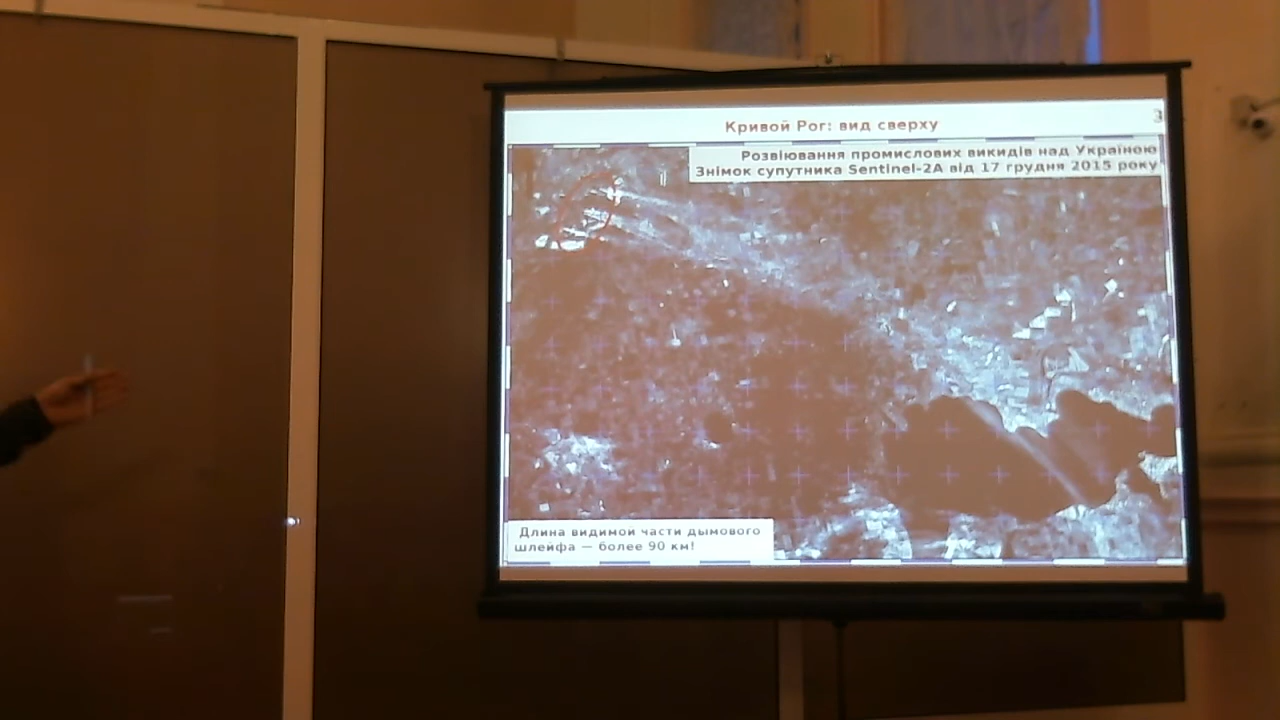 Кривой Рог: вид сверху
3
Розвіювання промислових викидів над Україною
Знімок супутника Sentinel-2A від 17 грудня 2015 року
Длина видимой части дымового
шлейфа — более 90 км!